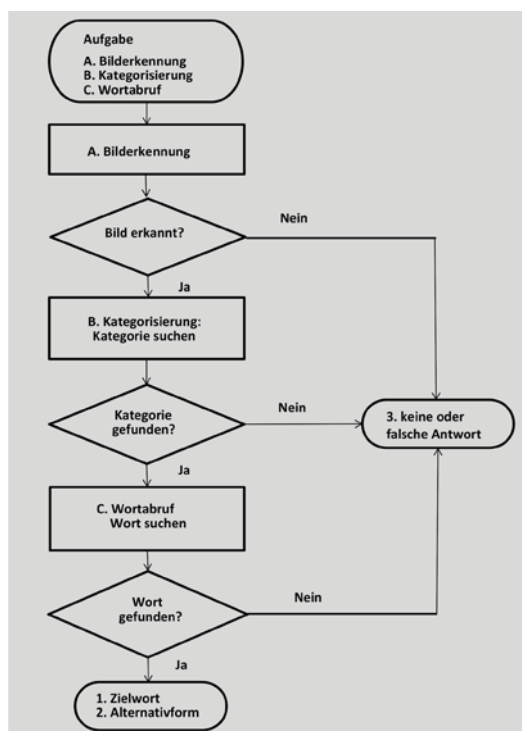 Aufgabe
A. Bilderkennung
B. Kategorisierung
C. Wortabruf
A. Bilderkennung
Bild erkannt?
Nein
Ja
B. Kategorisierung:
Kategorie suchen
Kategorie
gefunden?
Nein
3. keine oder
falsche Antwort
Ja
C. Wortabruf
Wort suchen
Wort
gefunden?
Nein
Ja
1. Zielwort
2. Alternativform